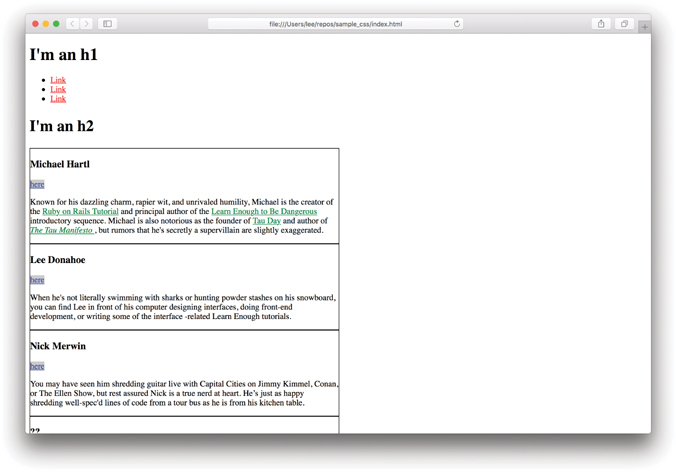 file:///Users/lee/repos/sample_css/index.html
I'm an h1
Link
Link
Link
I'm an h2
Michael Hartl
here
Known for his dazzling charm, rapier wit, and unrivaled humility, Michael is the creator of
the Ruby on Rails Tutorial and principal author of the Learn Enough to Be Dangerous
introductory sequence. Michael is also notorious as the founder of Tau Day and author of
The Tau Manifesto , but rumors that he's secretly a supervillain are slightly exaggerated.
Lee Donahoe
here
When he's not literally swimming with sharks or hunting powder stashes on his snowboard,
you can find Lee in front of his computer designing interfaces, doing front-end
development, or writing some of the interface -related Learn Enough tutorials.
Nick Merwin
here
You may have seen him shredding guitar live with Capital Cities on Jimmy Kimmel, Conan,
or The Ellen Show, but rest assured Nick is a true nerd at heart. He's just as happy
shredding well-spec'd lines of code from a tour bus as he is from his kitchen table.
??